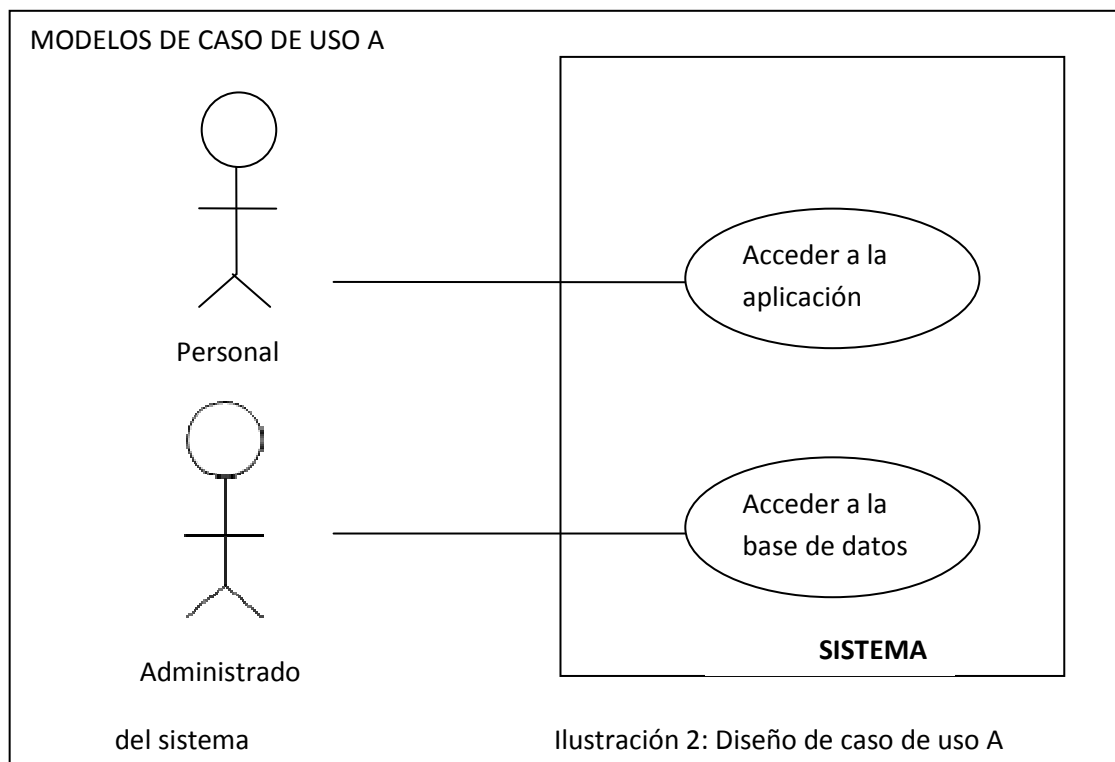 MODELOS DE CASO DE USO A
Acceder a la
aplicación
Personal
Acceder a la
base de datos
SISTEMA
Administrado
del sistema
Ilustración 2: Diseño de caso de uso A